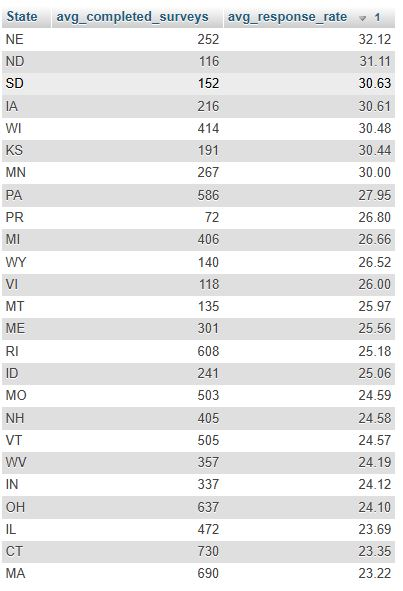 State avg_completed_surveys avg_response_rate 1
NE 252 32.12
ND 116 31.11
SD 152 30.63
IA 216 30.61
WI 414 30.48
KS 191 30.44
MN 267 30.00
PA 586 27.95
PR 72 26.80
MI 406 26.66
WY 140 26.52
VI 118 26.00
MT 135 25.97
ME 301 25.56
RI 608 25.18
ID 241 25.06
MO 503 24.59
NH 405 24.58
VT 505 24.57
WV 357 24.19
IN 337 24.12
OH 637 24.10
IL 472 23.69
CT 730 23.35
MA 690 23.22